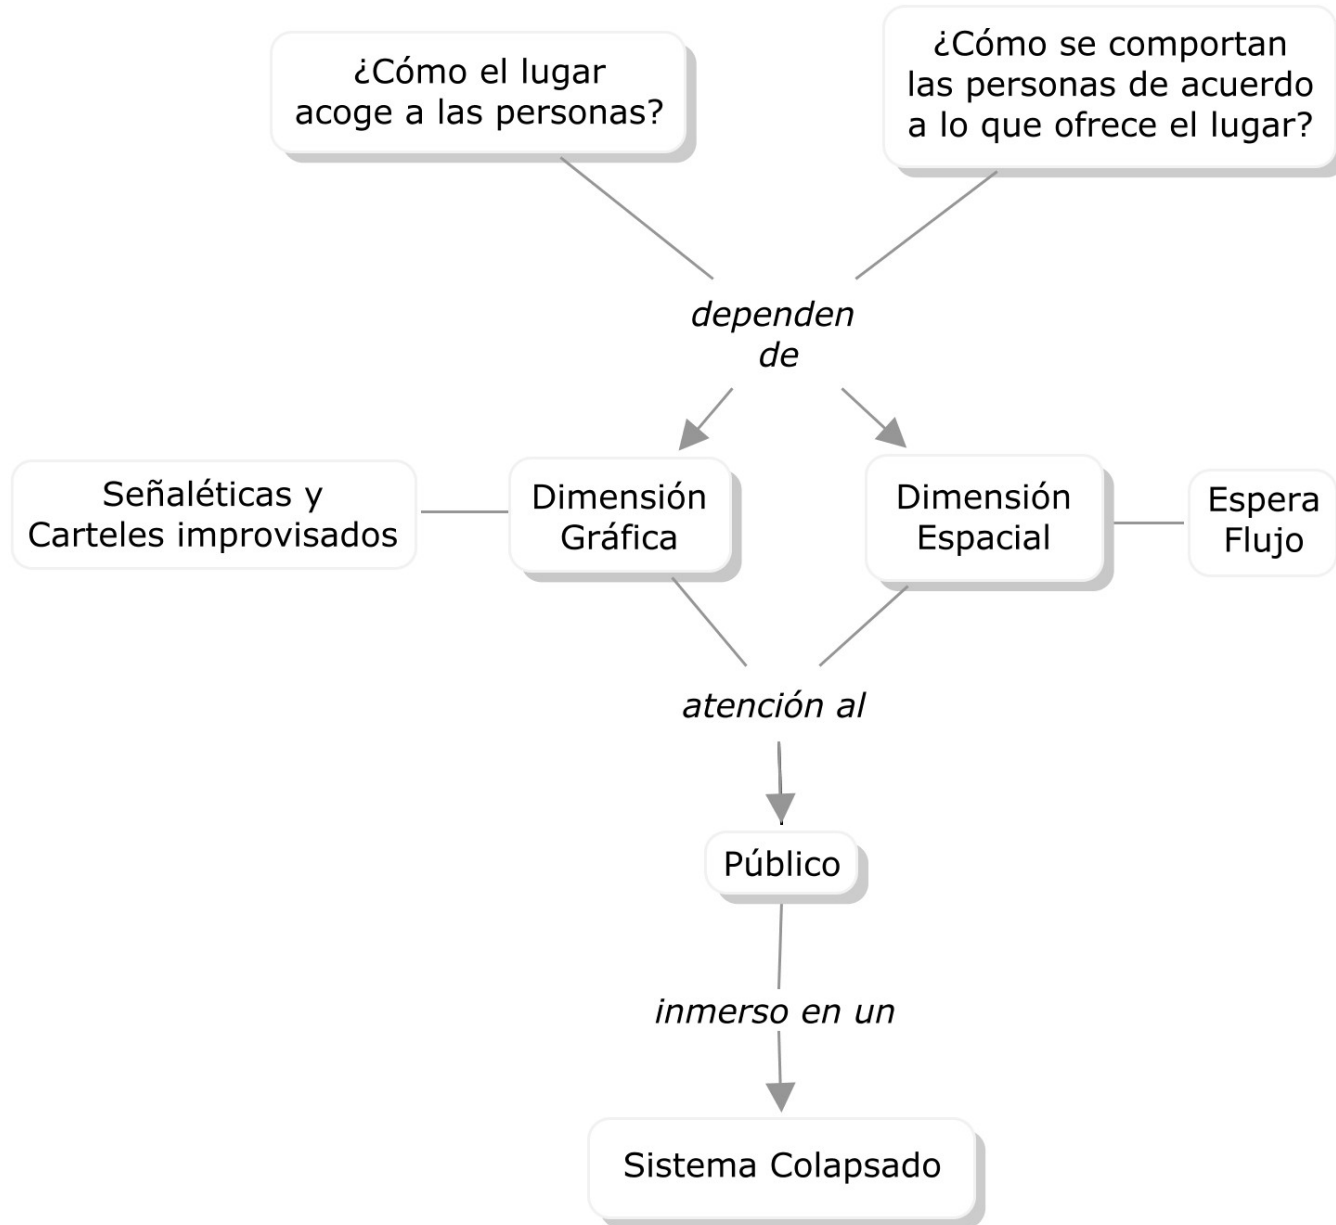 ¿Cómo el lugar
acoge a las personas?
¿Cómo se comportan
las personas de acuerdo
a lo que ofrece el lugar?
dependen
de
Señaléticas y
Carteles improvisados
Dimensión
Gráfica
Dimensión
Espacial
Espera
Flujo
atención al
Público
inmerso en un
Sistema Colapsado